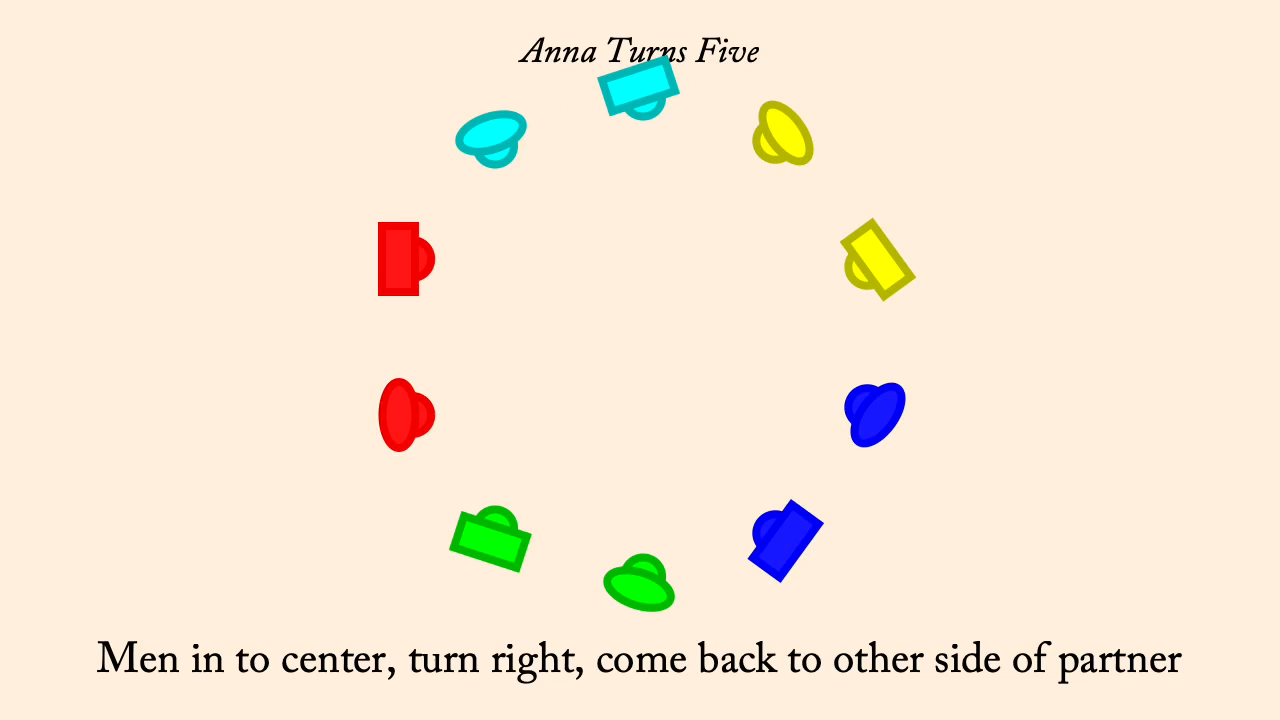 Anna Turns Five
Men in to center, turn right, come back to other side of partner